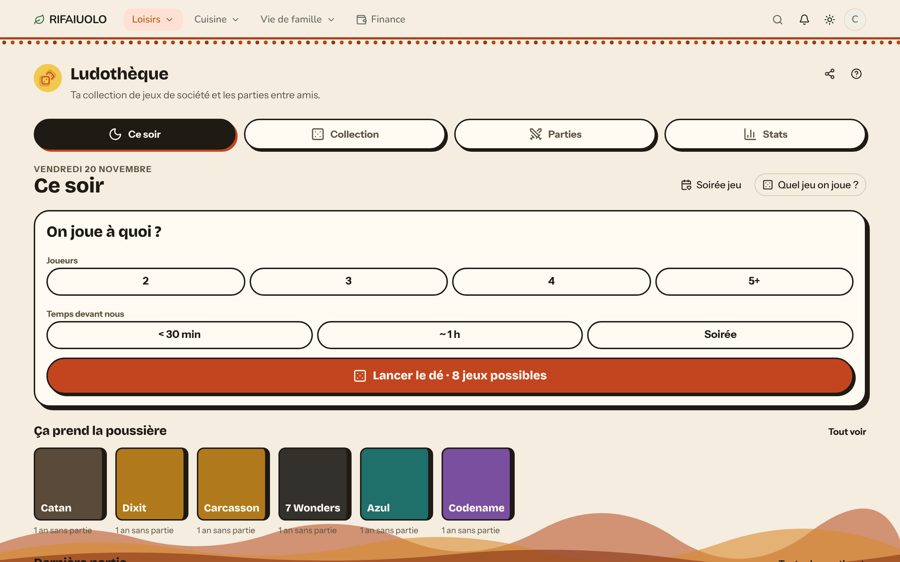 RIFAIUOLO
Loisirs
Cuisine
Vie de famille
Finance
C
Ludothèque
Ta collection de jeux de société et les parties entre amis.
Ce soir
Collection
Parties
Stats
VENDREDI 20 NOVEMBRE
Ce soir
Soirée jeu
Quel jeu on joue ?
On joue à quoi ?
Joueurs
2
3
4
5+
Temps devant nous
< 30 min
~1 h
Soirée
Lancer le dé · 8 jeux possibles
Ça prend la poussière
Tout voir
Catan
Dixit
Carcasson
7 Wonders
Azul
Codename
1 an sans partie
1 an sans partie
1 an sans partie
1 an sans partie
1 an sans partie
1 an sans partie
Dernière partie